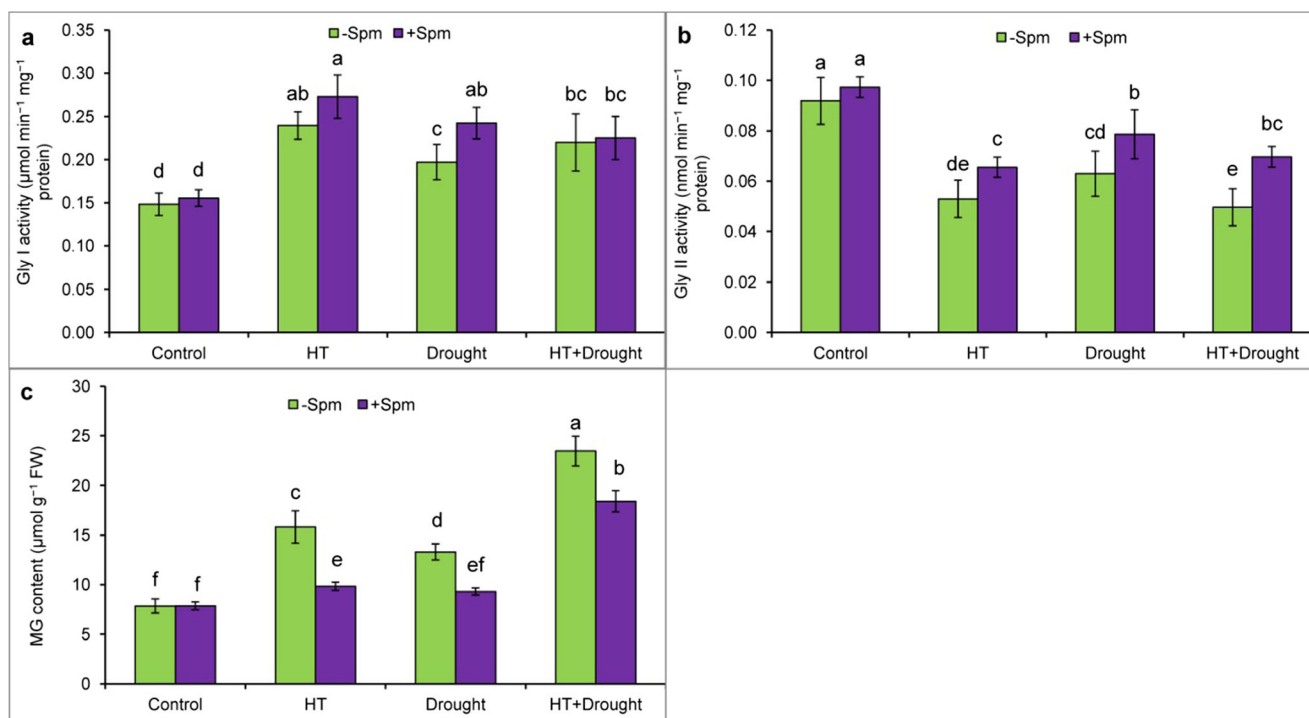 a
-Spm +Spm
Gly I activity (µmol min⁻¹ mg⁻¹
protein)
0.35
0.30
0.25
0.20
0.15
0.10
0.05
0.00
d d ab a c ab bc bc
Control HT Drought HT+Drought
b
-Spm +Spm
Gly II activity (nmol min⁻¹ mg⁻¹
protein)
0.12
0.10
0.08
0.06
0.04
0.02
0.00
a a de c cd b e bc
Control HT Drought HT+Drought
c
-Spm +Spm
MG content (µmol g⁻¹ FW)
30
25
20
15
10
5
0
f f c e d ef a b
Control HT Drought HT+Drought